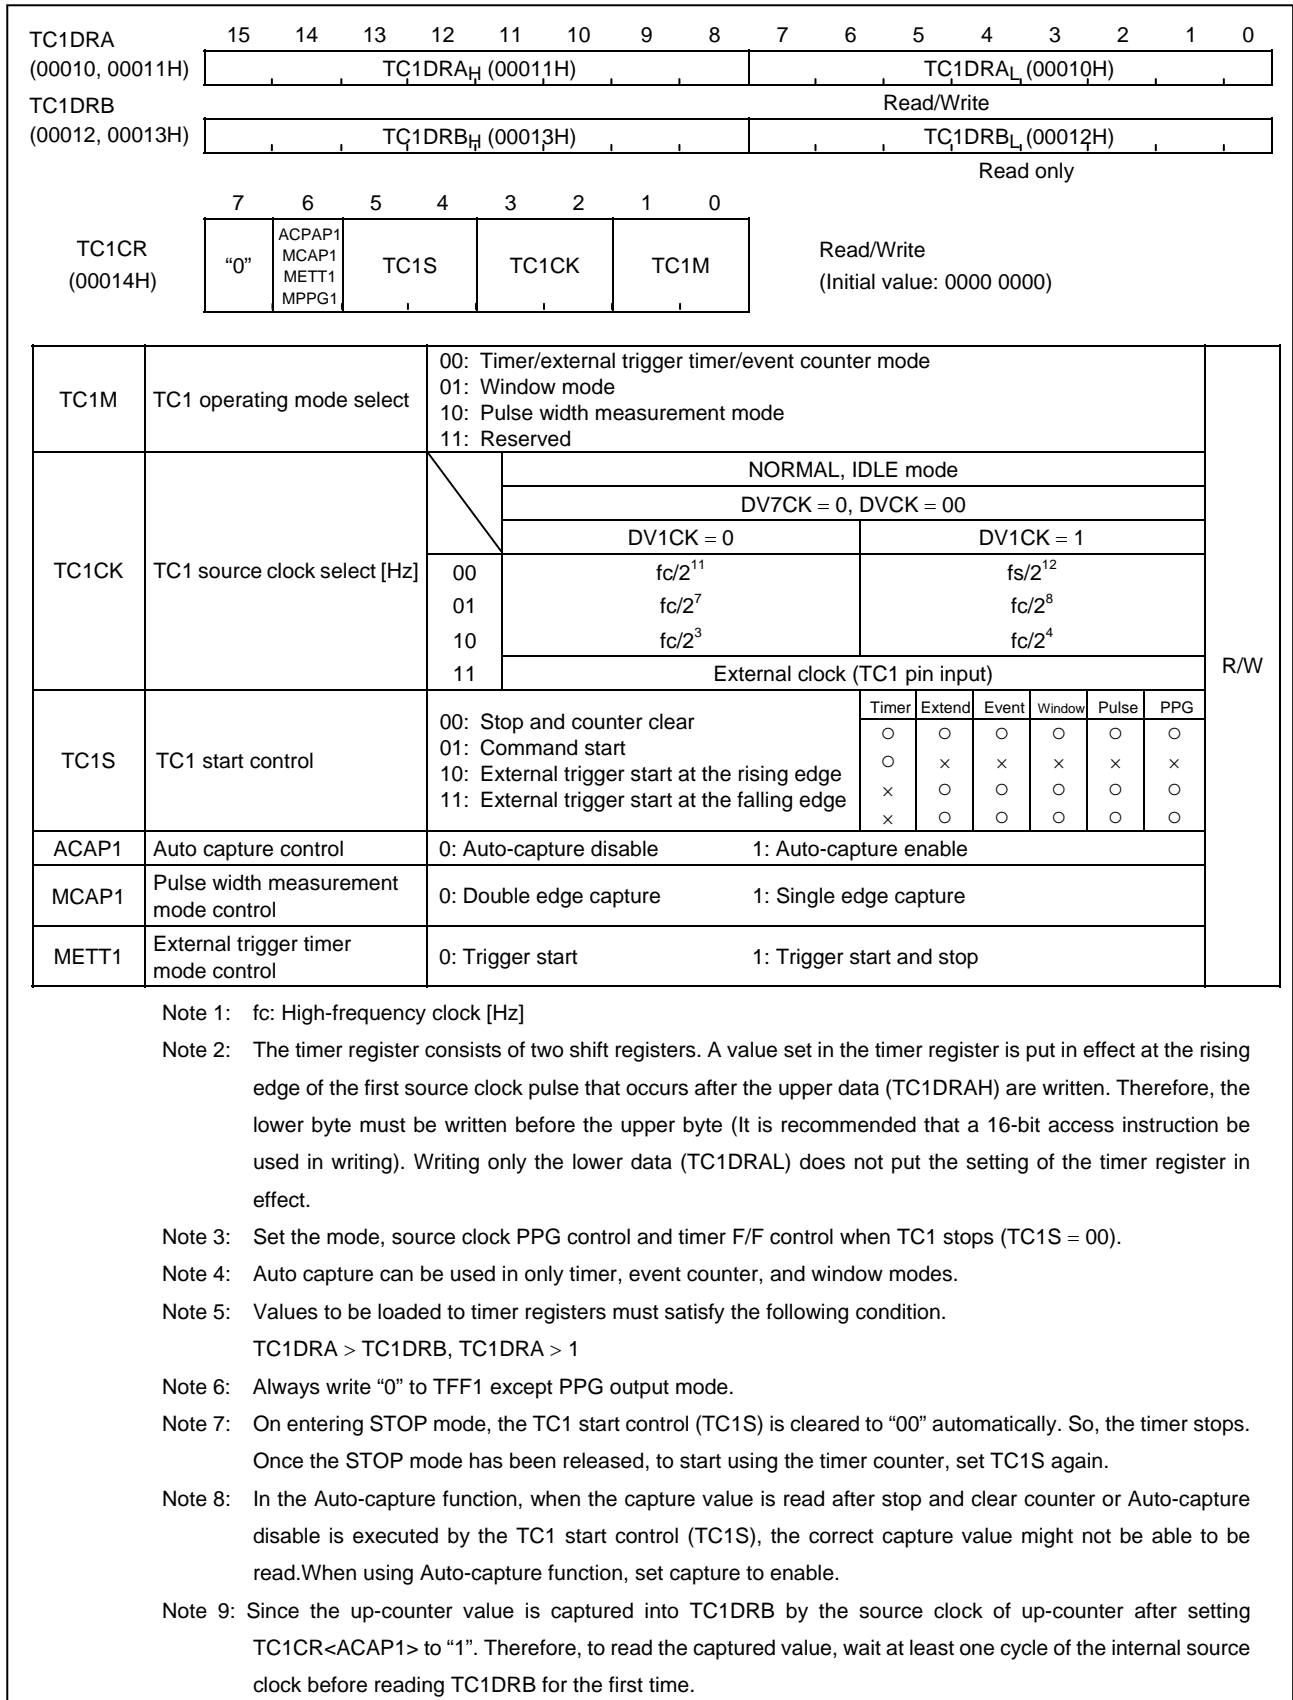 TC1DRA 15 14 13 12 11 10 9 8 7 6 5 4 3 2 1 0
(00010, 00011H) TC1DRAH (00011H) TC1DRAL (00010H)
TC1DRB Read/Write
(00012, 00013H) TC1DRBH (00013H) TC1DRBL (00012H)
Read only
7 6 5 4 3 2 1 0
TC1CR
(00014H)
“0”
ACPAP1
MCAP1
METT1
MPPG1
TC1S TC1CK TC1M
Read/Write
(Initial value: 0000 0000)
TC1M TC1 operating mode select
00: Timer/external trigger timer/event counter mode
01: Window mode
10: Pulse width measurement mode
11: Reserved
R/W
TC1CK TC1 source clock select [Hz]
NORMAL, IDLE mode
DV7CK = 0, DVCK = 00
DV1CK = 0 DV1CK = 1
00 fc/2^11 fs/2^12
01 fc/2^7 fc/2^8
10 fc/2^3 fc/2^4
11 External clock (TC1 pin input)
TC1S TC1 start control
00: Stop and counter clear
01: Command start
10: External trigger start at the rising edge
11: External trigger start at the falling edge
Timer Extend Event Window Pulse PPG
○ ○ ○ ○ ○ ○
○ × × × × ×
× ○ ○ ○ ○ ○
× ○ ○ ○ ○ ○
ACAP1 Auto capture control 0: Auto-capture disable 1: Auto-capture enable
MCAP1 Pulse width measurement
mode control 0: Double edge capture 1: Single edge capture
METT1 External trigger timer
mode control 0: Trigger start 1: Trigger start and stop
Note 1: fc: High-frequency clock [Hz]
Note 2: The timer register consists of two shift registers. A value set in the timer register is put in effect at the rising
edge of the first source clock pulse that occurs after the upper data (TC1DRAH) are written. Therefore, the
lower byte must be written before the upper byte (It is recommended that a 16-bit access instruction be
used in writing). Writing only the lower data (TC1DRAL) does not put the setting of the timer register in
effect.
Note 3: Set the mode, source clock PPG control and timer F/F control when TC1 stops (TC1S = 00).
Note 4: Auto capture can be used in only timer, event counter, and window modes.
Note 5: Values to be loaded to timer registers must satisfy the following condition.
TC1DRA > TC1DRB, TC1DRA > 1
Note 6: Always write “0” to TFF1 except PPG output mode.
Note 7: On entering STOP mode, the TC1 start control (TC1S) is cleared to “00” automatically. So, the timer stops.
Once the STOP mode has been released, to start using the timer counter, set TC1S again.
Note 8: In the Auto-capture function, when the capture value is read after stop and clear counter or Auto-capture
disable is executed by the TC1 start control (TC1S), the correct capture value might not be able to be
read.When using Auto-capture function, set capture to enable.
Note 9: Since the up-counter value is captured into TC1DRB by the source clock of up-counter after setting
TC1CR<ACAP1> to “1”. Therefore, to read the captured value, wait at least one cycle of the internal source
clock before reading TC1DRB for the first time.